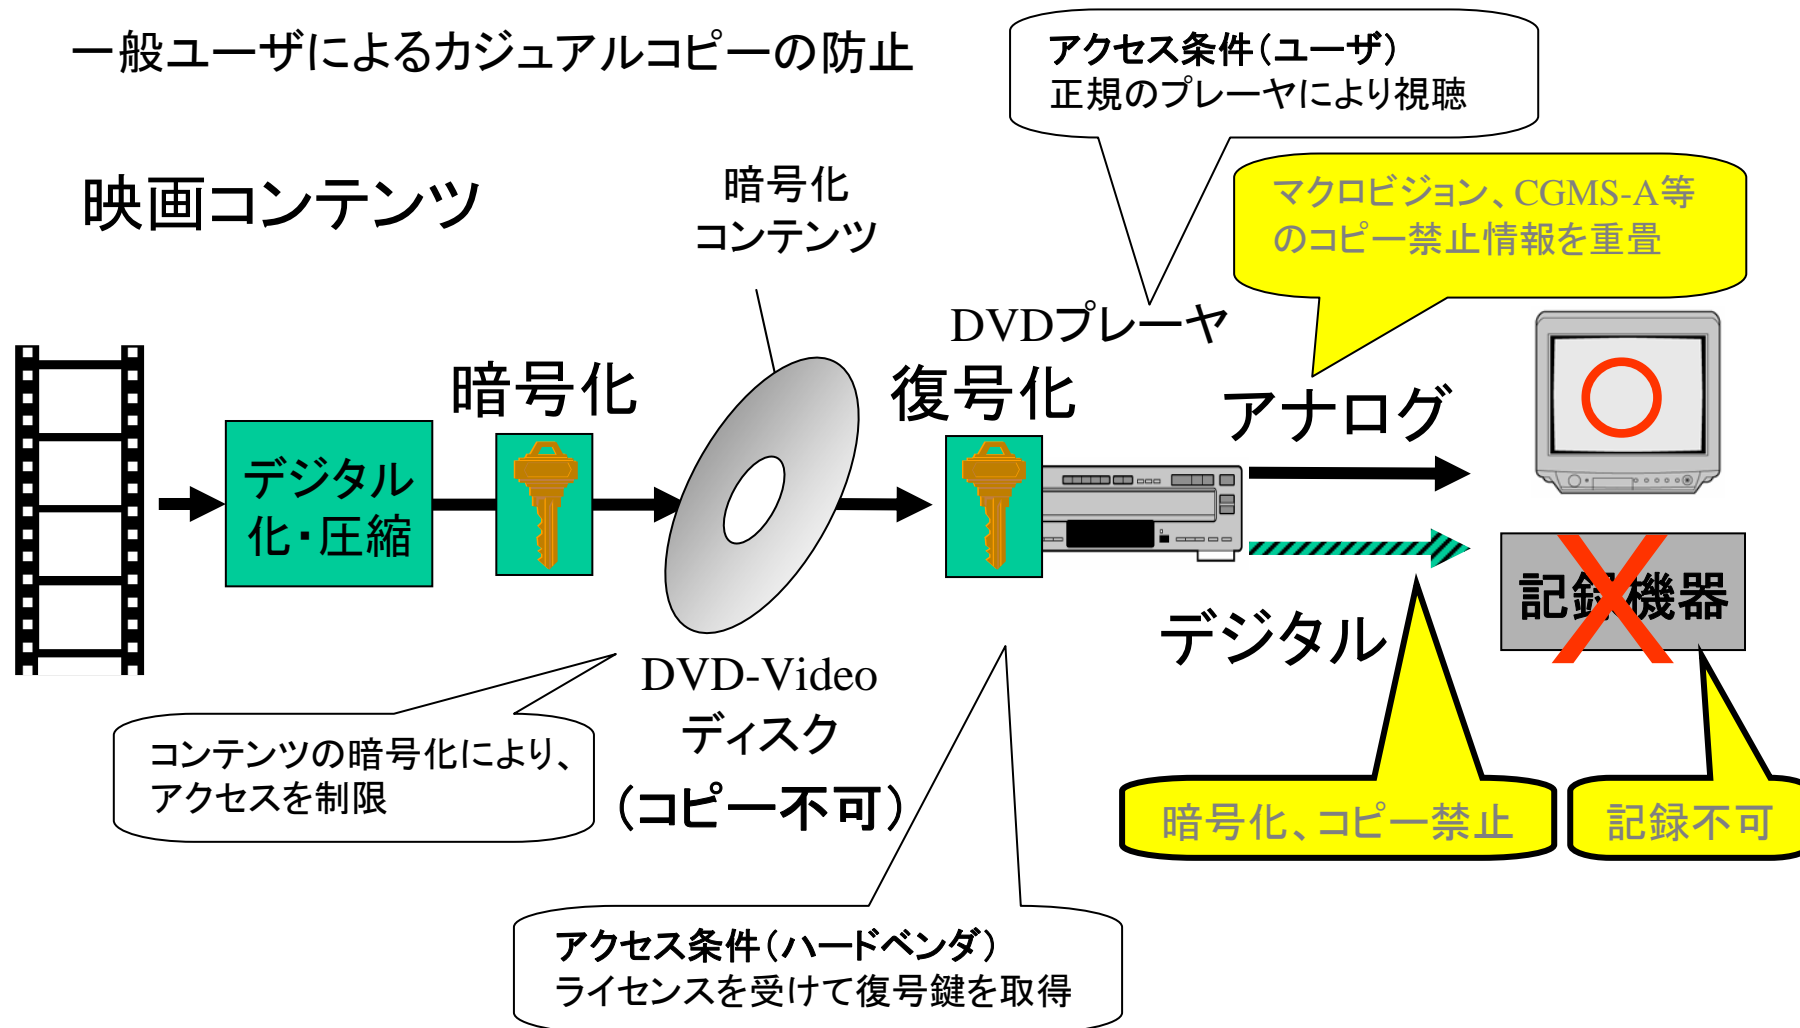 一般ユーザによるカジュアルコピーの防止
アクセス条件（ユーザ）
正規のプレーヤにより視聴
映画コンテンツ
暗号化
コンテンツ
マクロビジョン、CGMS-A等
のコピー禁止情報を重畳
DVDプレーヤ
暗号化
復号化
アナログ
デジタル
化・圧縮
記録機器
デジタル
DVD-Video
ディスク
（コピー不可）
コンテンツの暗号化により、
アクセスを制限
暗号化、コピー禁止
記録不可
アクセス条件（ハードベンダ）
ライセンスを受けて復号鍵を取得